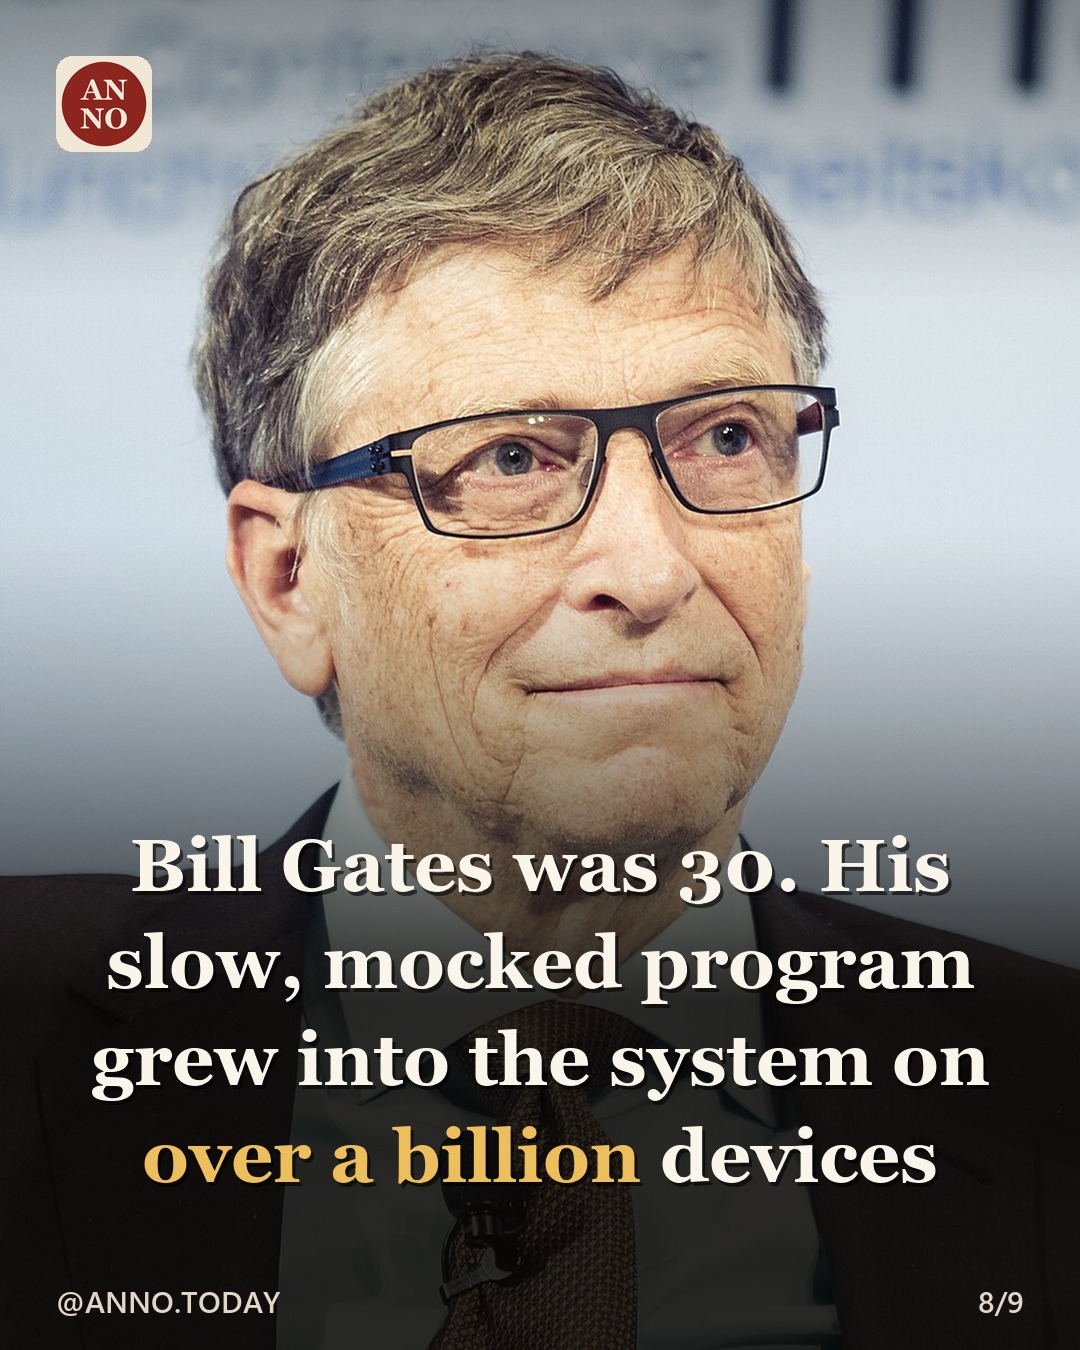 AN
NO
Conference
Bill Gates was 30. His
slow, mocked program
grew into the system on
over a billion devices
@ANNO.TODAY
8/9